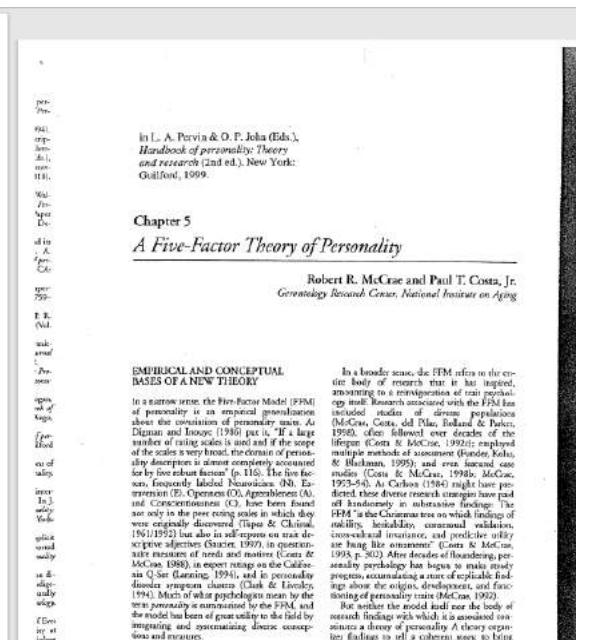 in L. A. Pervin & O. P. John (Eds.),
Handbook of personality: Theory
and research (2nd ed.). New York:
Guilford, 1999.
Chapter 5
A Five-Factor Theory of Personality
Robert R. McCrae and Paul T. Costa, Jr.
Gerontology Research Center, National Institute on Aging
EMPIRICAL AND CONCEPTUAL
BASES OF A NEW THEORY
In a narrow sense, the Five-Factor Model (FFM)
of personality is an empirical generalization
about the covariation of personality traits. As
Digman and Inouye (1986) put it, "If a large
number of rating scales is used and if the scope
of the scales is very broad, the domain of person-
ality descriptors is almost completely accounted
for by five robust factors" (p. 116). The five fac-
tors, frequently labeled Neuroticism (N), Ex-
traversion (E), Openness (O), Agreeableness (A),
and Conscientiousness (C), have been found
not only in the peer rating scales in which they
were originally discovered (Tupes & Christal,
1961/1992) but also in self-reports on trait de-
scriptive adjectives (Saucier, 1997), in question-
naire measures of needs and motives (Costa &
McCrae, 1988), in expert ratings on the Califor-
nia Q-Set (Lanning, 1994), and in personality
disorder symptom clusters (Clark & Livesley,
1994). Much of what psychologists mean by the
term personality is summarized by the FFM, and
the model has been of great utility to the field by
integrating and systematizing diverse concep-
tions and measures.
In a broader sense, the FFM refers to the en-
tire body of research that it has inspired,
amounting to a reinvigoration of trait psychol-
ogy itself. Research associated with the FFM has
included studies of diverse populations
(McCrae, Costa, del Pilar, Rolland & Parker,
1998), often followed over decades of the
lifespan (Costa & McCrae, 1992c); employed
multiple methods of assessment (Funder, Kolar,
& Blackman, 1995); and even featured case
studies (Costa & McCrae, 1998b; McCrae,
1993-94). As Carlson (1984) might have pre-
dicted, these diverse research strategies have paid
off handsomely in substantive findings: The
FFM "is the Christmas tree on which findings of
stability, heritability, consensual validation,
cross-cultural invariance, and predictive utility
are hung like ornaments" (Costa & McCrae,
1993, p. 302). After decades of floundering, per-
sonality psychology has begun to make steady
progress, accumulating a store of replicable find-
ings about the origins, development, and func-
tioning of personality traits (McCrae, 1992).
But neither the model itself nor the body of
research findings with which it is associated con-
stitutes a theory of personality. A theory organ-
izes findings to tell a coherent story, to bring